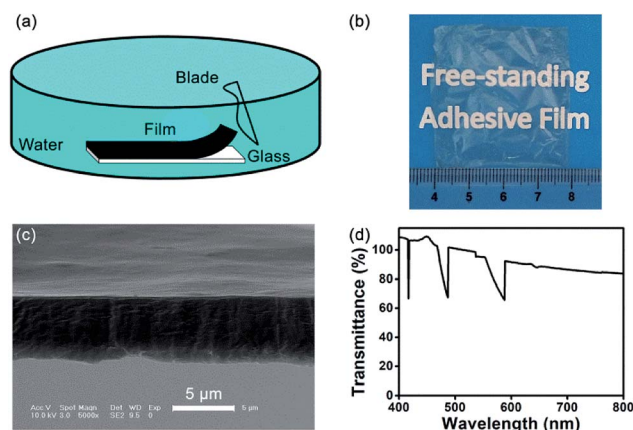 (a)
Blade
Film
Water
Glass
(b)
Free-standing
Adhesive Film
4 5 6 7 8
(c)
Acc V Spot Magn Det WD Exp
10.0 kV 3.0 6000x SE2 9.5 0
5 μm
5 μm
(d)
Transmittance (%)
100
80
60
40
20
0
400 500 600 700 800
Wavelength (nm)